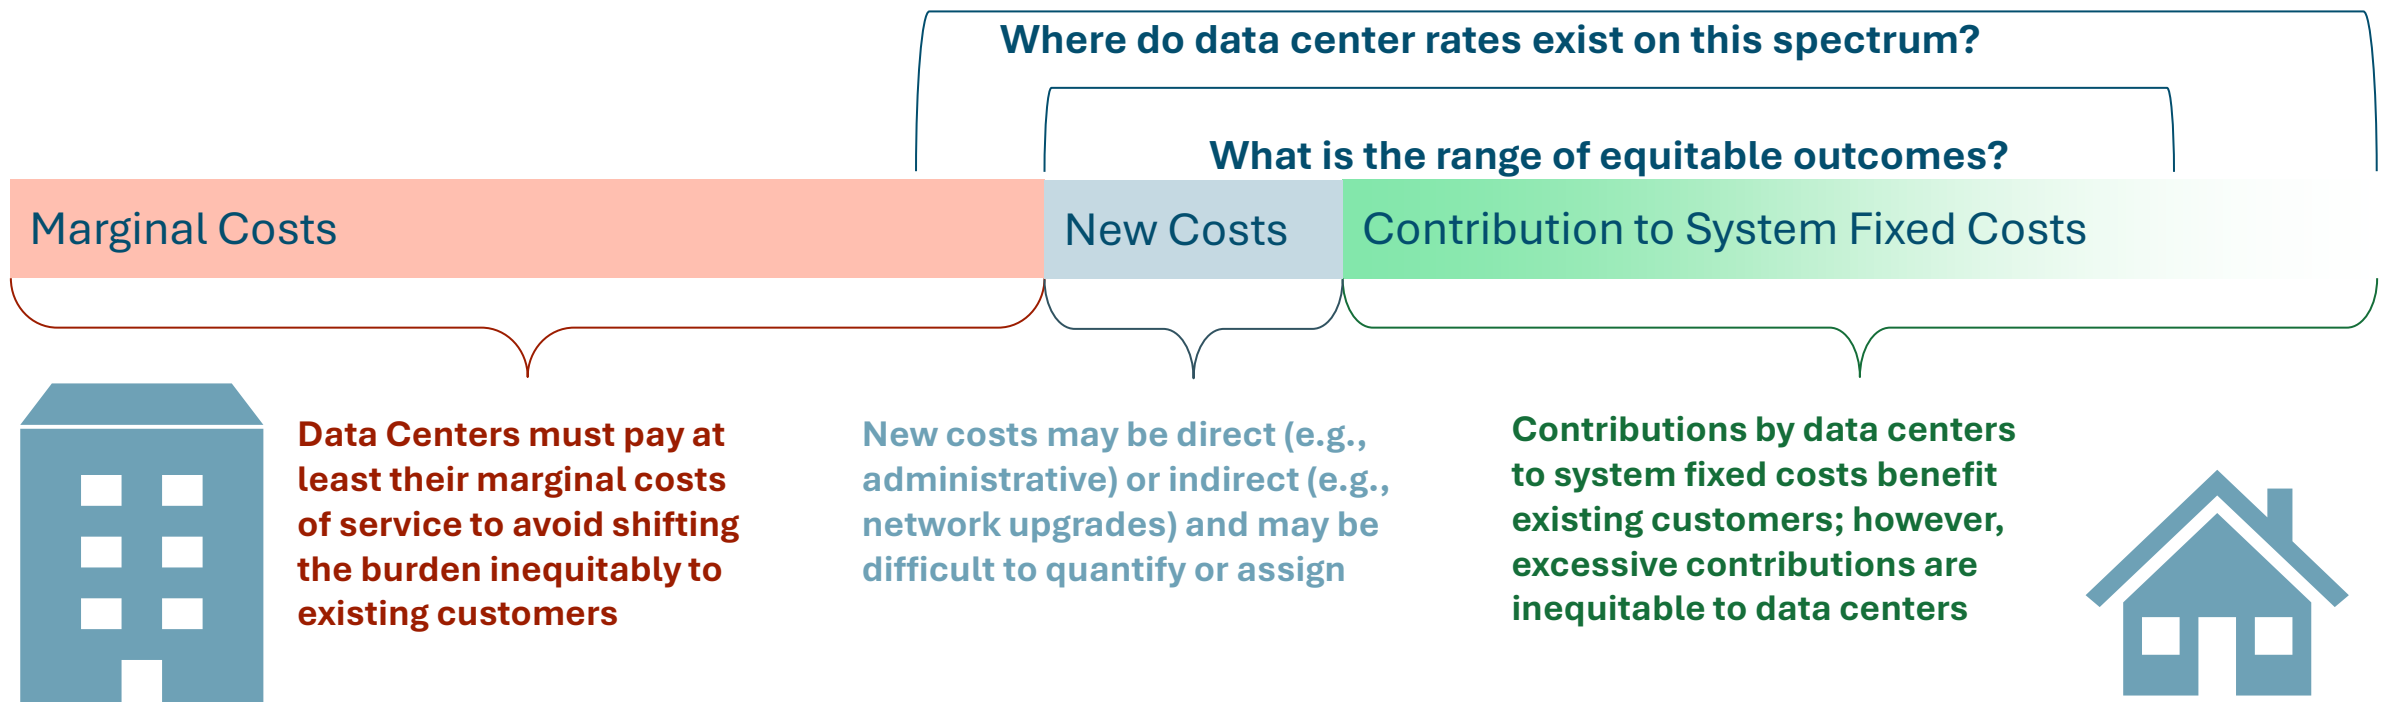 Where do data center rates exist on this spectrum?
What is the range of equitable outcomes?
Marginal Costs
New Costs
Contribution to System Fixed Costs
Data Centers must pay at
least their marginal costs
of service to avoid shifting
the burden inequitably to
existing customers
New costs may be direct (e.g.,
administrative) or indirect (e.g.,
network upgrades) and may be
difficult to quantify or assign
Contributions by data centers
to system fixed costs benefit
existing customers; however,
excessive contributions are
inequitable to data centers